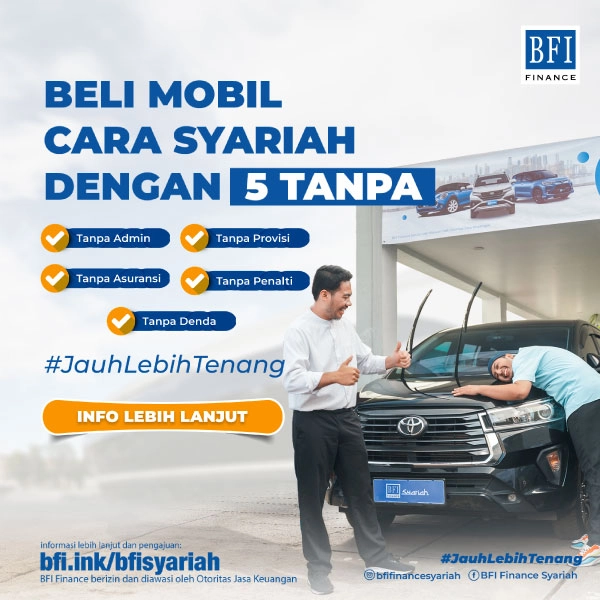 BFI
FINANCE
BELI MOBIL
CARA SYARIAH
DENGAN 5 TANPA
Tanpa Admin
Tanpa Provisi
Tanpa Asuransi
Tanpa Penalti
Tanpa Denda
#JauhLebihTenang
INFO LEBIH LANJUT
BFI Syariah
informasi lebih lanjut dan pengajuan:
bfi.ink/bfisyariah
BFI Finance berizin dan diawasi oleh Otoritas Jasa Keuangan
#JauhLebihTenang
bfifinancesyariah
BFI Finance Syariah